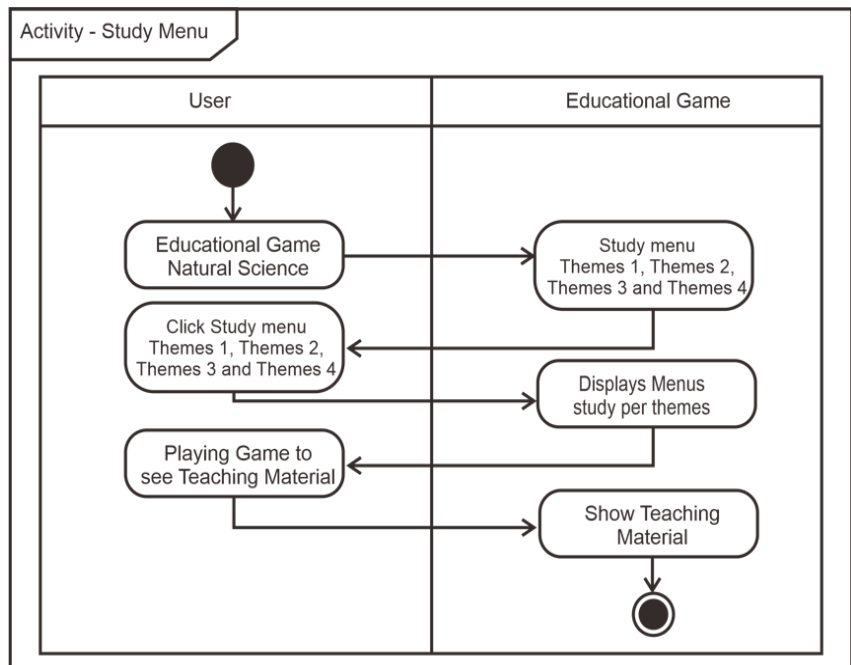 Activity - Study Menu
User
Educational Game
Educational Game
Natural Science
Study menu
Themes 1, Themes 2,
Themes 3 and Themes 4
Click Study menu
Themes 1, Themes 2,
Themes 3 and Themes 4
Displays Menus
study per themes
Playing Game to
see Teaching Material
Show Teaching
Material